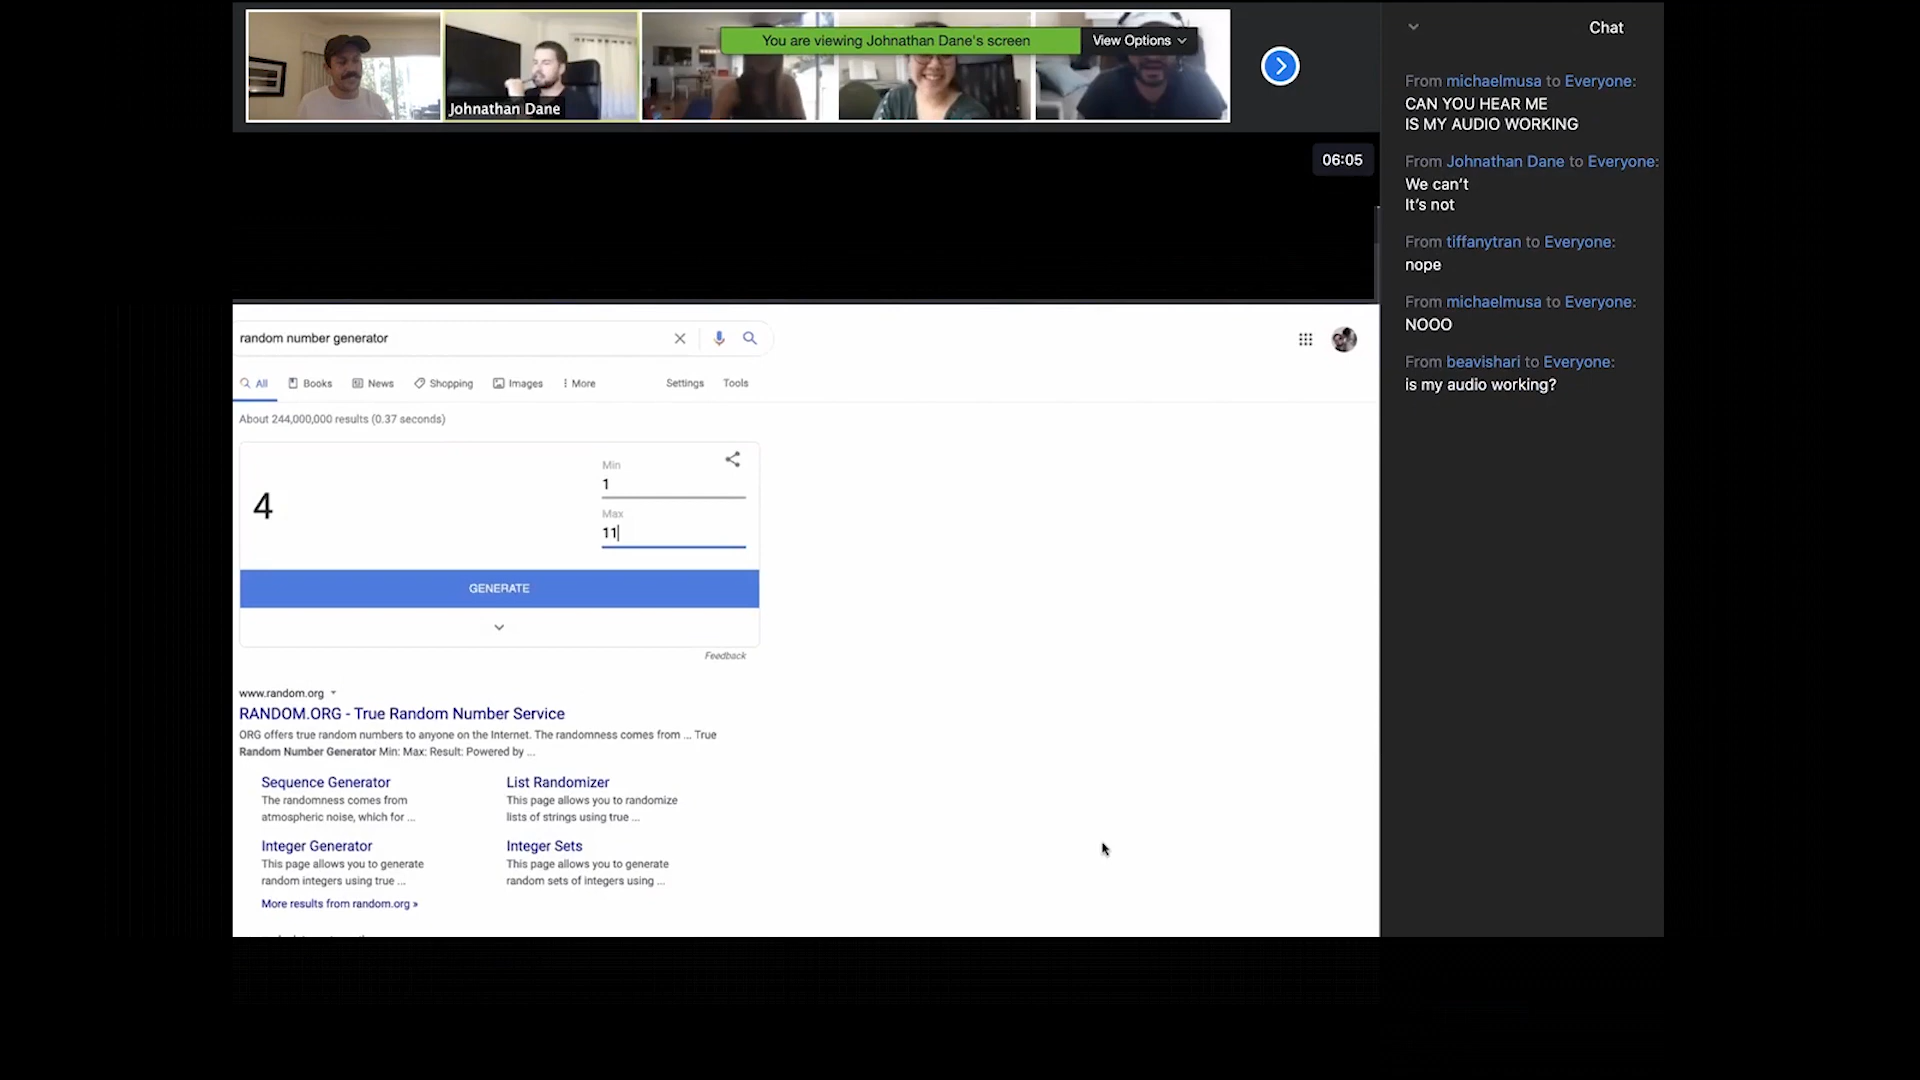 You are viewing Johnathan Dane's screen
View Options
Johnathan Dane
06:05
random number generator
All
Books
News
Shopping
Images
More
Settings
Tools
About 244,000,000 results (0.37 seconds)
4
Min
1
Max
11
GENERATE
Feedback
www.random.org
RANDOM.ORG - True Random Number Service
ORG offers true random numbers to anyone on the Internet. The randomness comes from ... True
Random Number Generator Min: Max: Result: Powered by ...
Sequence Generator
The randomness comes from
atmospheric noise, which for ...
List Randomizer
This page allows you to randomize
lists of strings using true ...
Integer Generator
This page allows you to generate
random integers using true ...
Integer Sets
This page allows you to generate
random sets of integers using ...
More results from random.org »
Chat
From michaelmusa to Everyone:
CAN YOU HEAR ME
IS MY AUDIO WORKING
From Johnathan Dane to Everyone:
We can't
It's not
From tiffanytran to Everyone:
nope
From michaelmusa to Everyone:
NOOO
From beavishari to Everyone:
is my audio working?